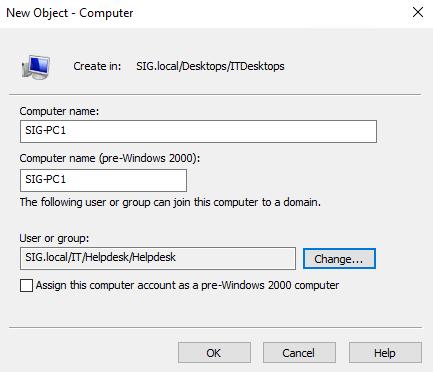 New Object - Computer
Create in: SIG.local/Desktops/ITDesktops
Computer name:
SIG-PC1
Computer name (pre-Windows 2000):
SIG-PC1
The following user or group can join this computer to a domain.
User or group:
SIG.local/IT/Helpdesk/Helpdesk
Change...
Assign this computer account as a pre-Windows 2000 computer
OK Cancel Help